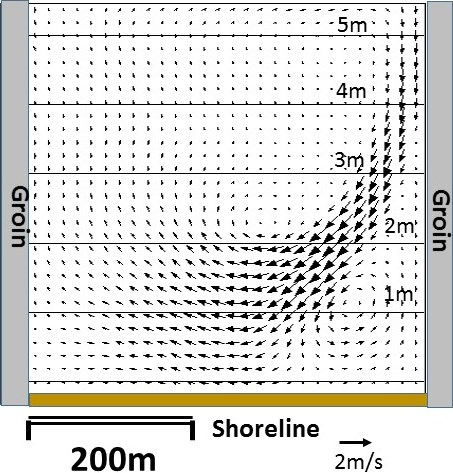 5m
4m
3m
Groin
Groin
2m
1m
Shoreline
200m
2m/s